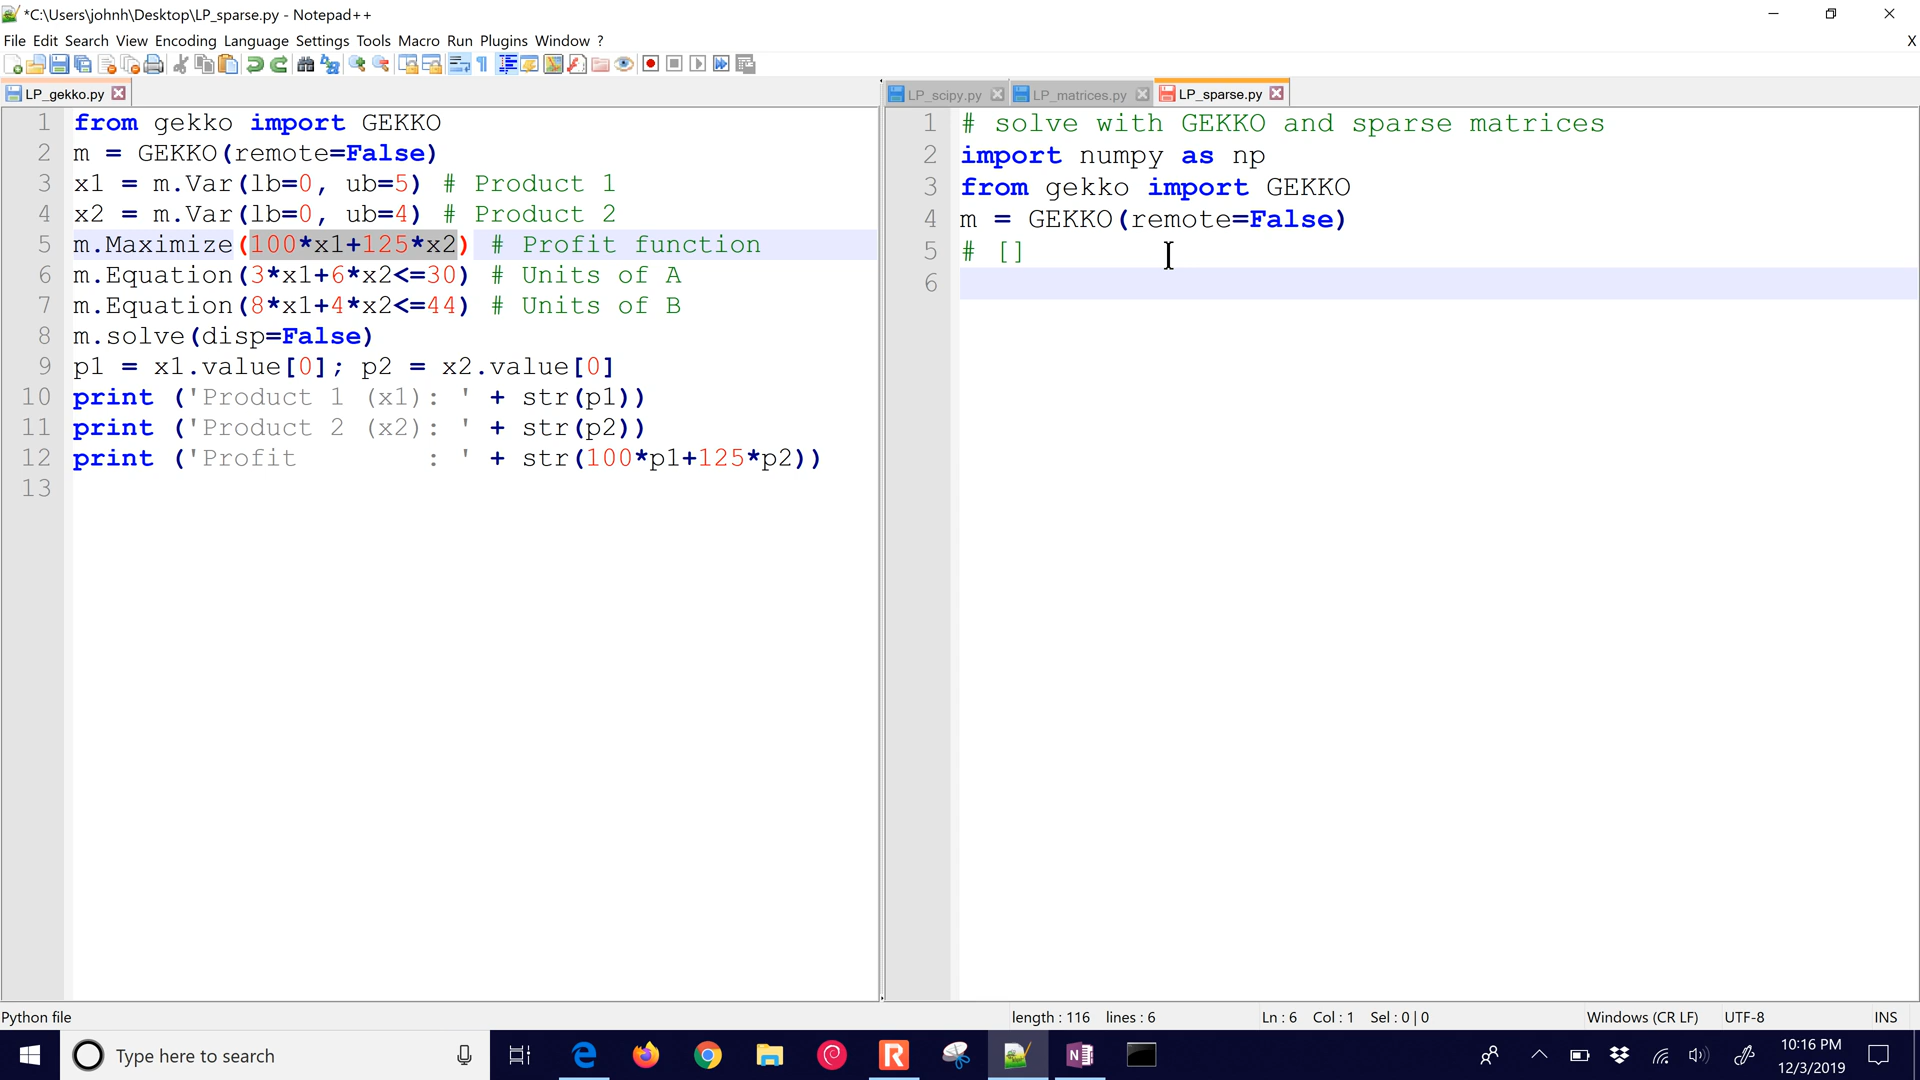 *C:\Users\johnh\Desktop\LP_sparse.py - Notepad++
File Edit Search View Encoding Language Settings Tools Macro Run Plugins Window ? X
LP_gekko.py
1 from gekko import GEKKO
2 m = GEKKO(remote=False)
3 x1 = m.Var(lb=0, ub=5) # Product 1
4 x2 = m.Var(lb=0, ub=4) # Product 2
5 m.Maximize(100*x1+125*x2) # Profit function
6 m.Equation(3*x1+6*x2<=30) # Units of A
7 m.Equation(8*x1+4*x2<=44) # Units of B
8 m.solve(disp=False)
9 p1 = x1.value[0]; p2 = x2.value[0]
10 print ('Product 1 (x1): ' + str(p1))
11 print ('Product 2 (x2): ' + str(p2))
12 print ('Profit        : ' + str(100*p1+125*p2))
13
LP_scipy.py LP_matrices.py LP_sparse.py
1 # solve with GEKKO and sparse matrices
2 import numpy as np
3 from gekko import GEKKO
4 m = GEKKO(remote=False)
5 # []
6
Python file length : 116 lines : 6 Ln : 6 Col : 1 Sel : 0 | 0 Windows (CR LF) UTF-8 INS
Type here to search
10:16 PM
12/3/2019